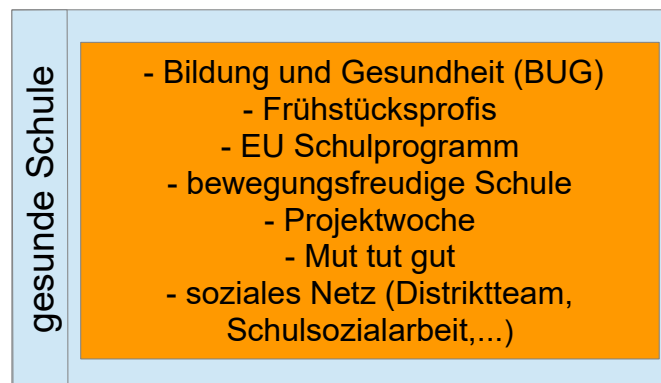 gesunde Schule
- Bildung und Gesundheit (BUG)
- Frühstücksprofis
- EU Schulprogramm
- bewegungsfreudige Schule
- Projektwoche
- Mut tut gut
- soziales Netz (Distriktteam,
Schulsozialarbeit,...)